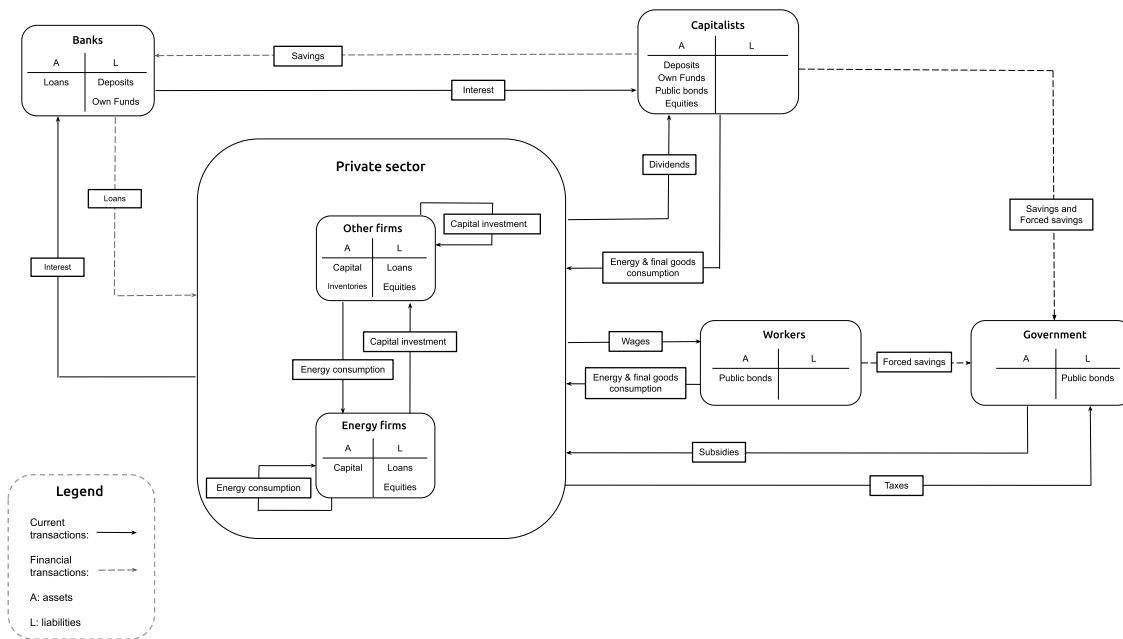 Banks
A L
Loans Deposits
Own Funds
Savings
Interest
Capitalists
A L
Deposits
Own Funds
Public bonds
Equities
Loans
Interest
Private sector
Dividends
Savings and
Forced savings
Other firms
A L
Capital Loans
Inventories Equities
Capital investment
Energy & final goods
consumption
Capital investment
Energy consumption
Wages
Workers
A L
Public bonds
Forced savings
Government
A L
Public bonds
Energy & final goods
consumption
Energy firms
A L
Capital Loans
Equities
Energy consumption
Subsidies
Taxes
Legend
Current
transactions:
Financial
transactions:
A: assets
L: liabilities